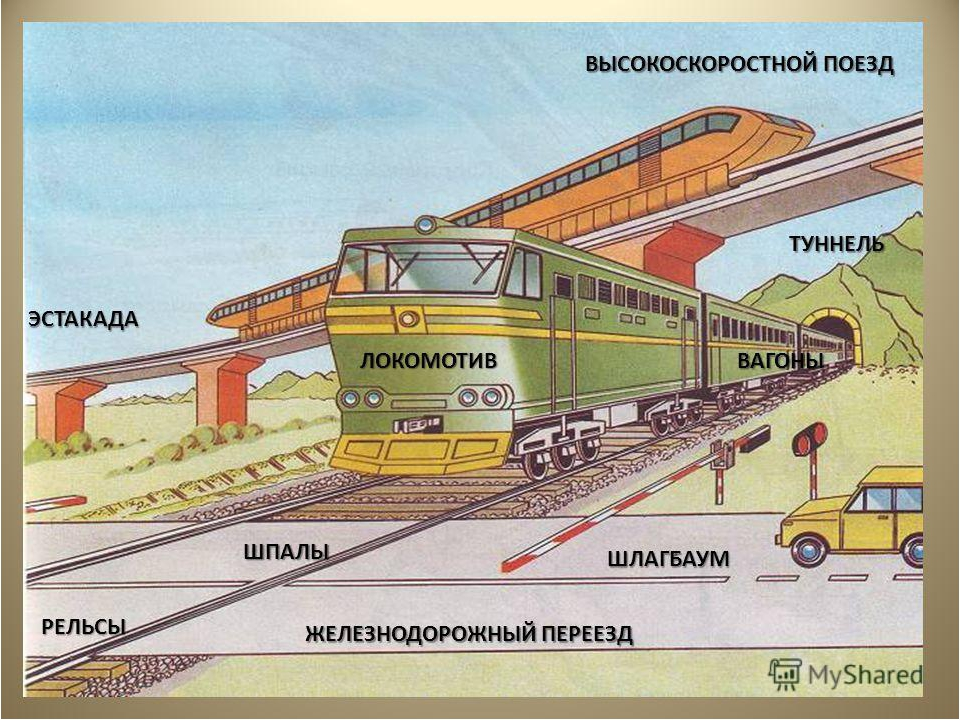 ВЫСОКОСКОРОСТНОЙ ПОЕЗД
ТУННЕЛЬ
ЭСТАКАДА
ЛОКОМОТИВ
ВАГОНЫ
ШПАЛЫ
ШЛАГБАУМ
РЕЛЬСЫ
ЖЕЛЕЗНОДОРОЖНЫЙ ПЕРЕЕЗД
MyShared